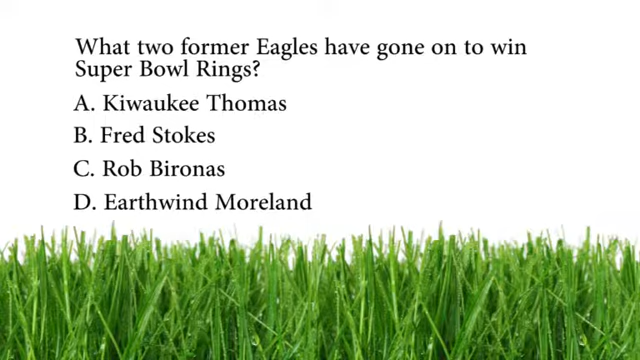 What two former Eagles have gone on to win
Super Bowl Rings?
A. Kiwaukee Thomas
B. Fred Stokes
C. Rob Bironas
D. Earthwind Moreland